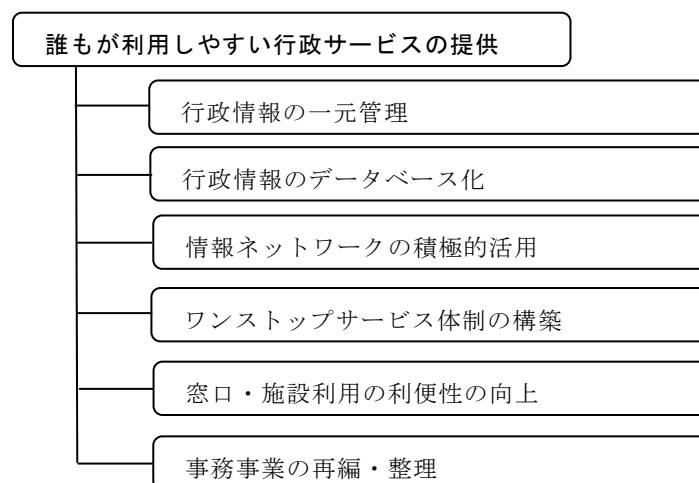 誰もが利用しやすい行政サービスの提供
行政情報の一元管理
行政情報のデータベース化
情報ネットワークの積極的活用
ワンストップサービス体制の構築
窓口・施設利用の利便性の向上
事務事業の再編・整理